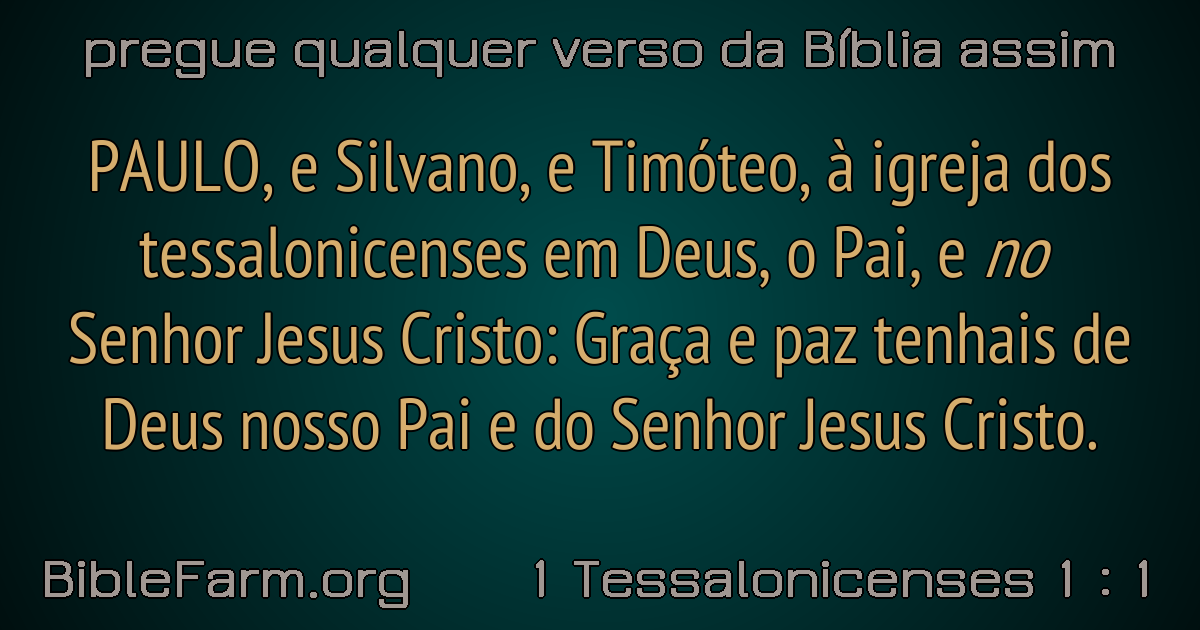 pregue qualquer verso da Bíblia assim
PAULO, e Silvano, e Timóteo, à igreja dos
tessalonicenses em Deus, o Pai, e no
Senhor Jesus Cristo: Graça e paz tenhais de
Deus nosso Pai e do Senhor Jesus Cristo.
BibleFarm.org 1 Tessalonicenses 1 : 1